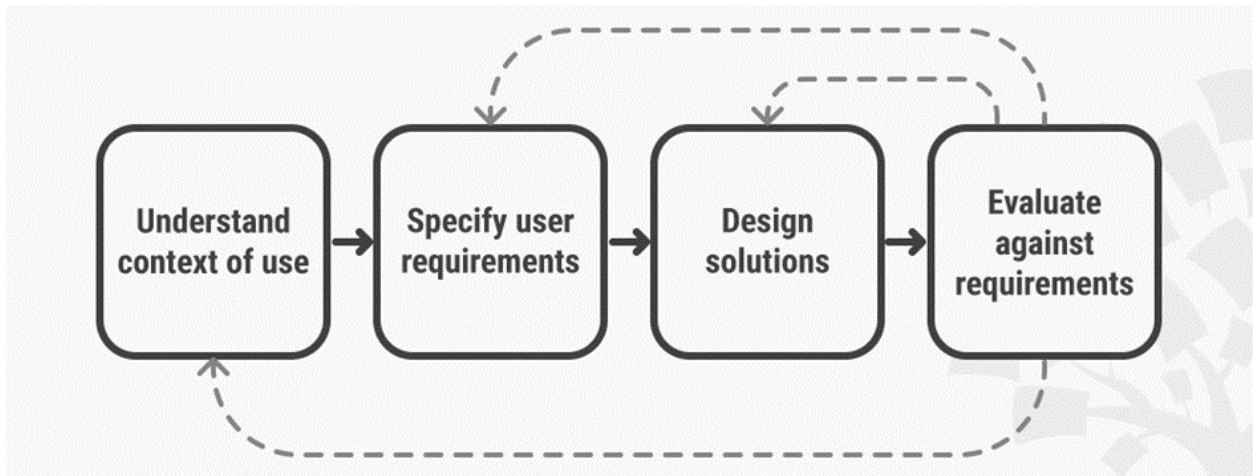 Understand
context of use
Specify user
requirements
Design
solutions
Evaluate
against
requirements